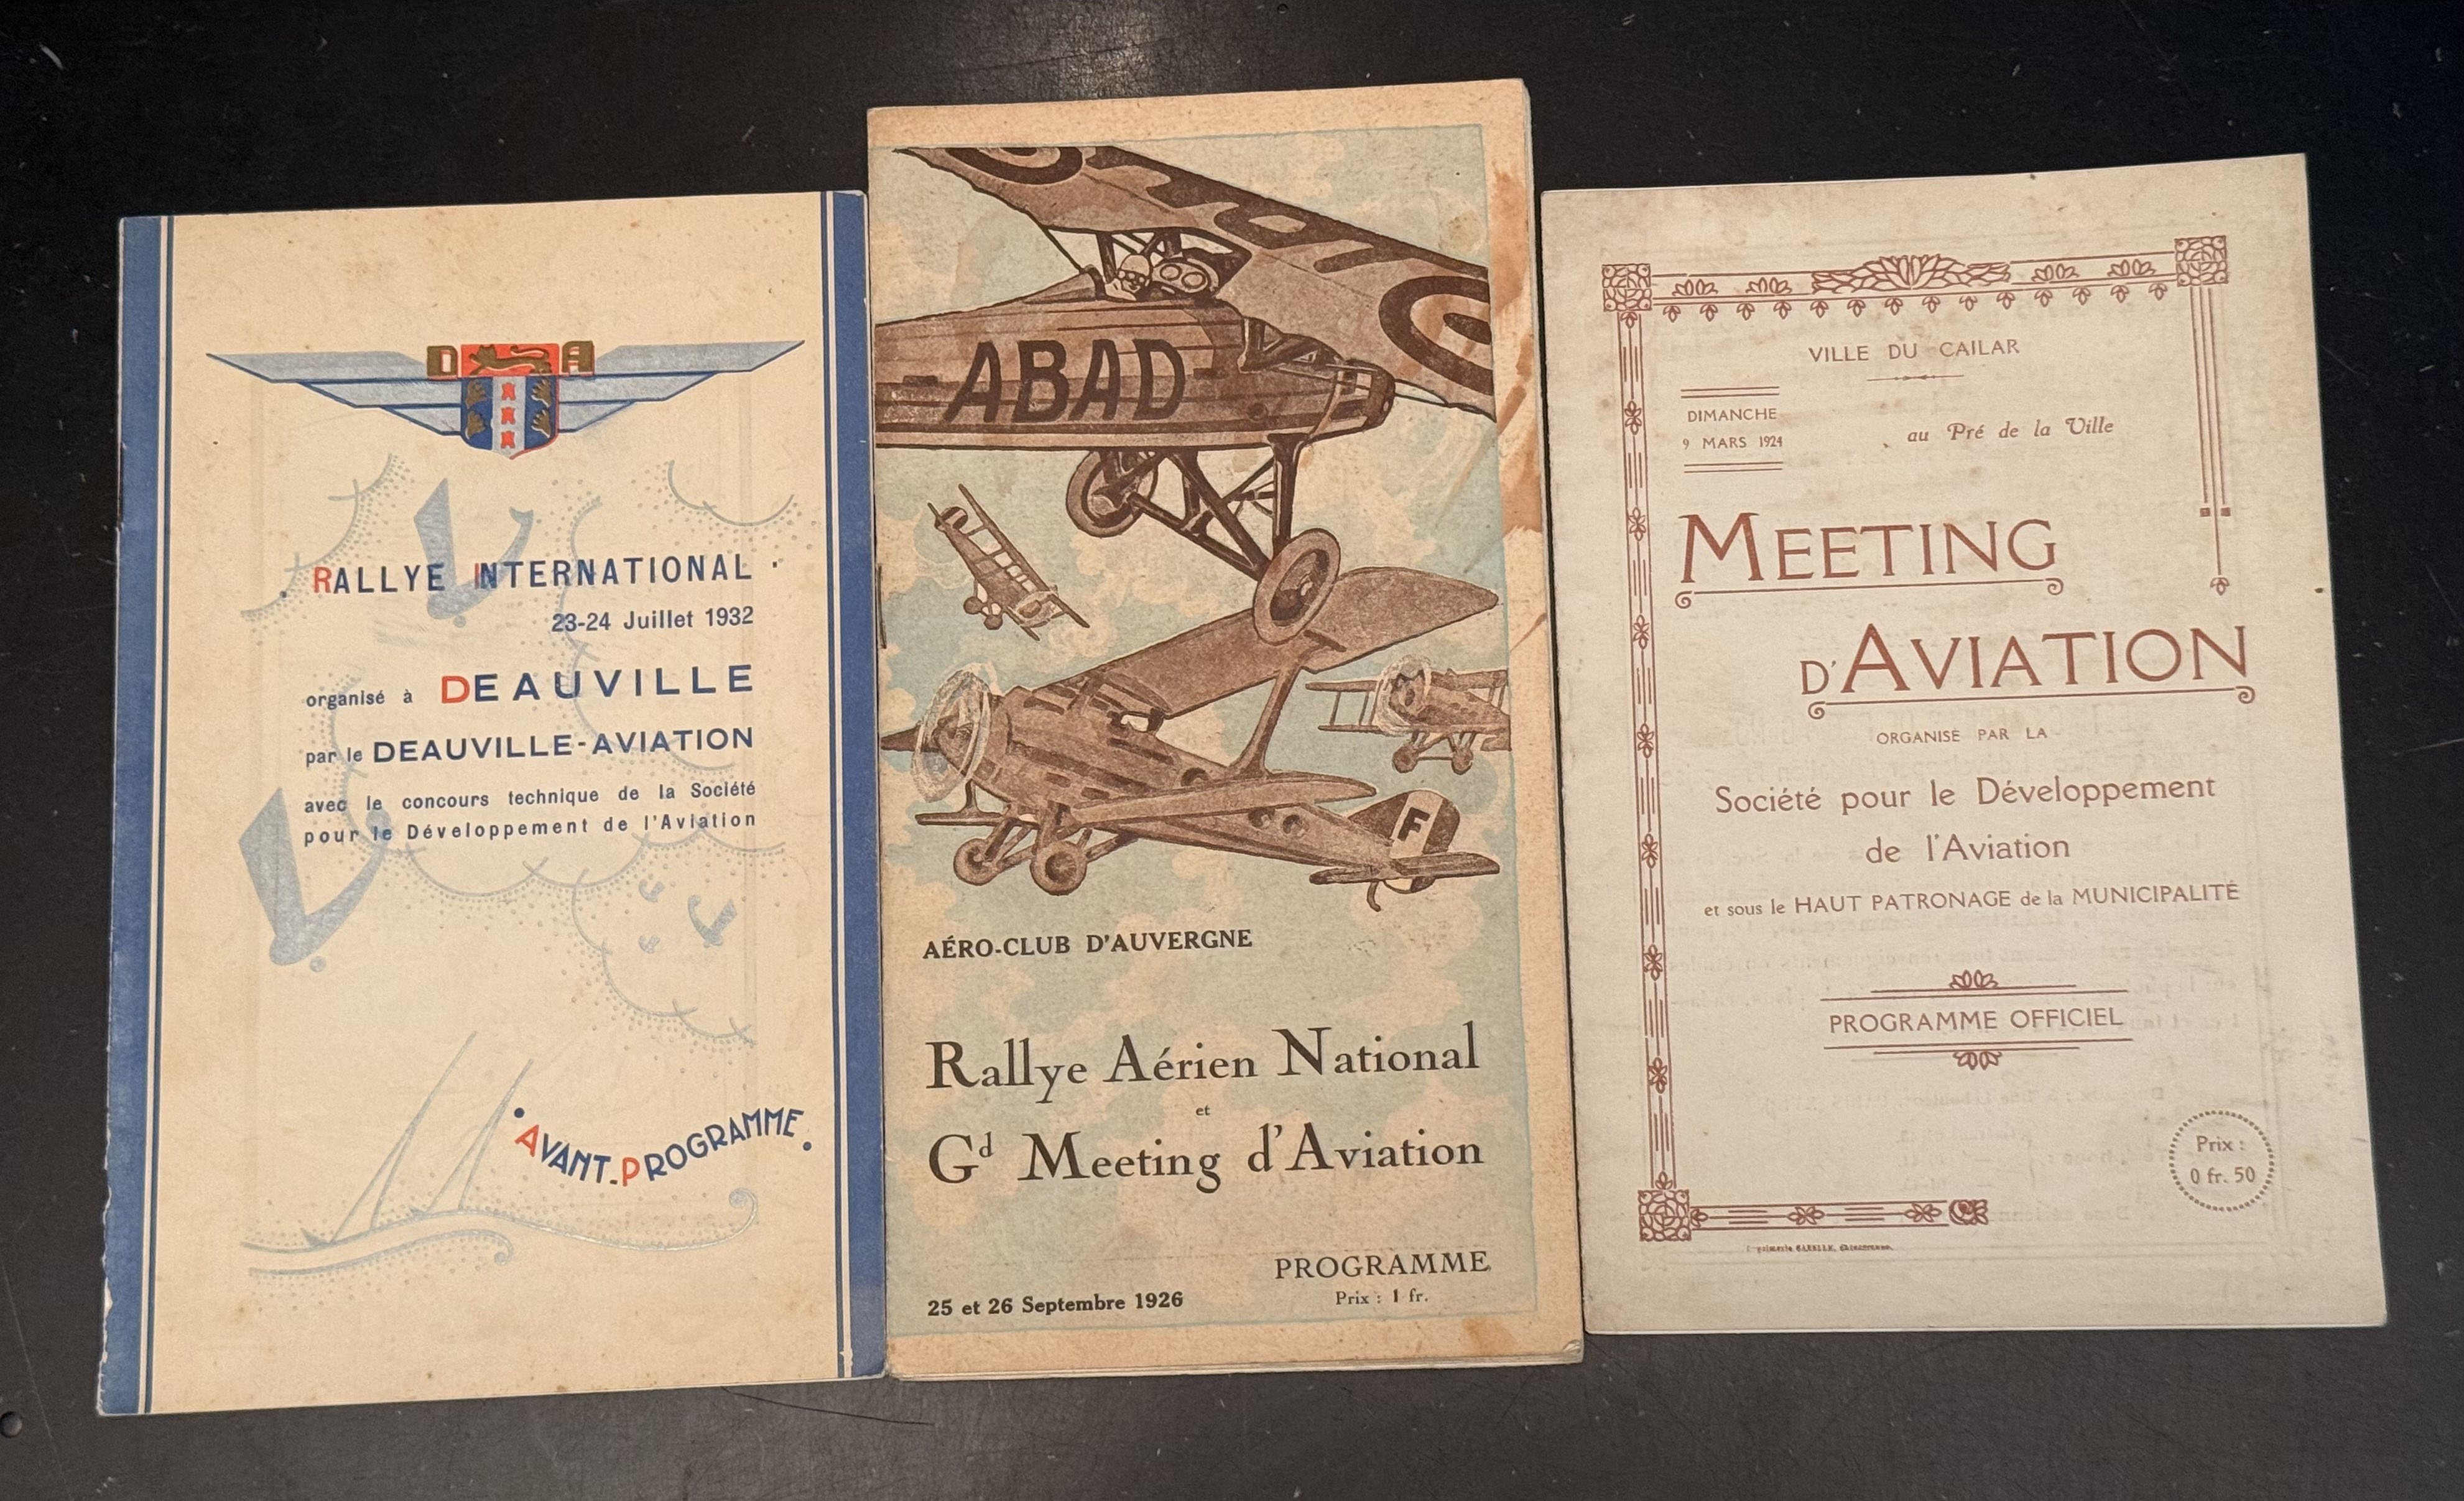 D A
RALLYE INTERNATIONAL
23-24 Juillet 1932
organisé à DEAUVILLE
par le DEAUVILLE-AVIATION
avec le concours technique de la Société
pour le Développement de l'Aviation
AVANT-PROGRAMME
ABAD
F
AÉRO-CLUB D'AUVERGNE
Rallye Aérien National
et
Gd Meeting d'Aviation
PROGRAMME
Prix : 1 fr.
25 et 26 Septembre 1926
VILLE DU CAILAR
DIMANCHE
9 MARS 1924
au Pré de la Ville
MEETING
D'AVIATION
ORGANISÉ PAR LA
Société pour le Développement
de l'Aviation
et sous le HAUT PATRONAGE de la MUNICIPALITÉ
PROGRAMME OFFICIEL
Prix :
0 fr. 50